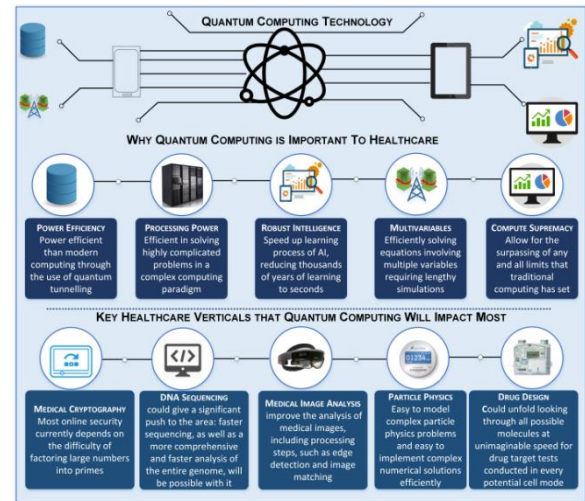 QUANTUM COMPUTING TECHNOLOGY
WHY QUANTUM COMPUTING IS IMPORTANT TO HEALTHCARE
POWER EFFICIENCY
Power efficient
than modern
computing through
the use of quantum
tunnelling
PROCESSING POWER
Efficient in solving
highly complicated
problems in a
complex computing
paradigm
ROBUST INTELLIGENCE
Speed up learning
process of AI,
reducing thousands
of years of learning
to seconds
MULTIVARIABLES
Efficiently solving
equations involving
multiple variables
requiring lengthy
simulations
COMPUTE SUPREMACY
Allow for the
surpassing of any
and all limits that
traditional
computing has set
KEY HEALTHCARE VERTICALS THAT QUANTUM COMPUTING WILL IMPACT MOST
</>
01234
MEDICAL CRYPTOGRAPHY
Most online security
currently depends on
the difficulty of
factoring large numbers
into primes
DNA SEQUENCING
could give a significant
push to the area: faster
sequencing, as well as a
more comprehensive
and faster analysis of
the entire genome, will
be possible with it
MEDICAL IMAGE ANALYSIS
improve the analysis of
medical images,
including processing
steps, such as edge
detection and image
matching
PARTICLE PHYSICS
Easy to model
complex particle
physics problems
and easy to
implement complex
numerical solutions
efficiently
DRUG DESIGN
Could unfold looking
through all possible
molecules at
unimaginable speed for
drug target tests
conducted in every
potential cell mode